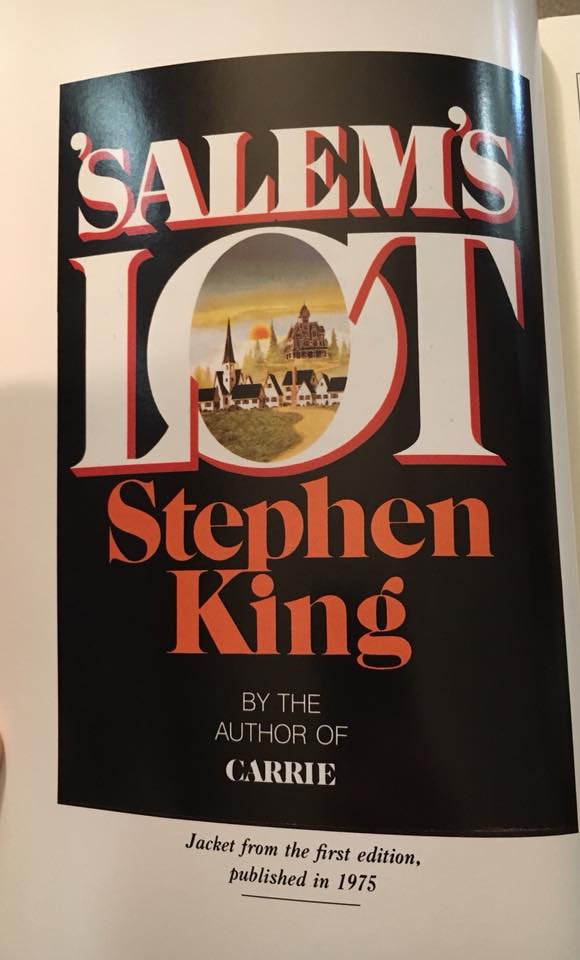 'SALEM'S
LOT
Stephen
King
BY THE
AUTHOR OF
CARRIE
Jacket from the first edition,
published in 1975